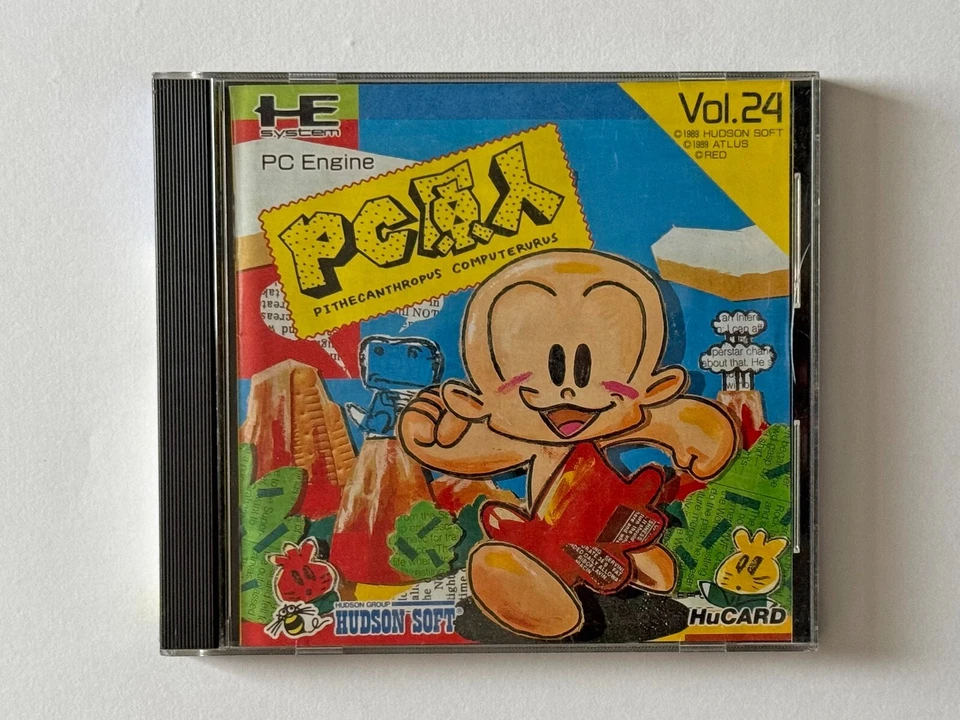 HE
SYSTEM
PC Engine
Vol.24
©1989 HUDSON SOFT
©1989 ATLUS
©RED
PC原人
PITHECANTHROPUS COMPUTERURUS
HUDSON GROUP
HUDSON SOFT®
HuCARD